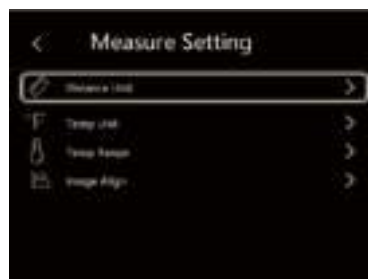 Measure Setting
Distance Unit
°F Temp Unit
Temp Range
Image Align